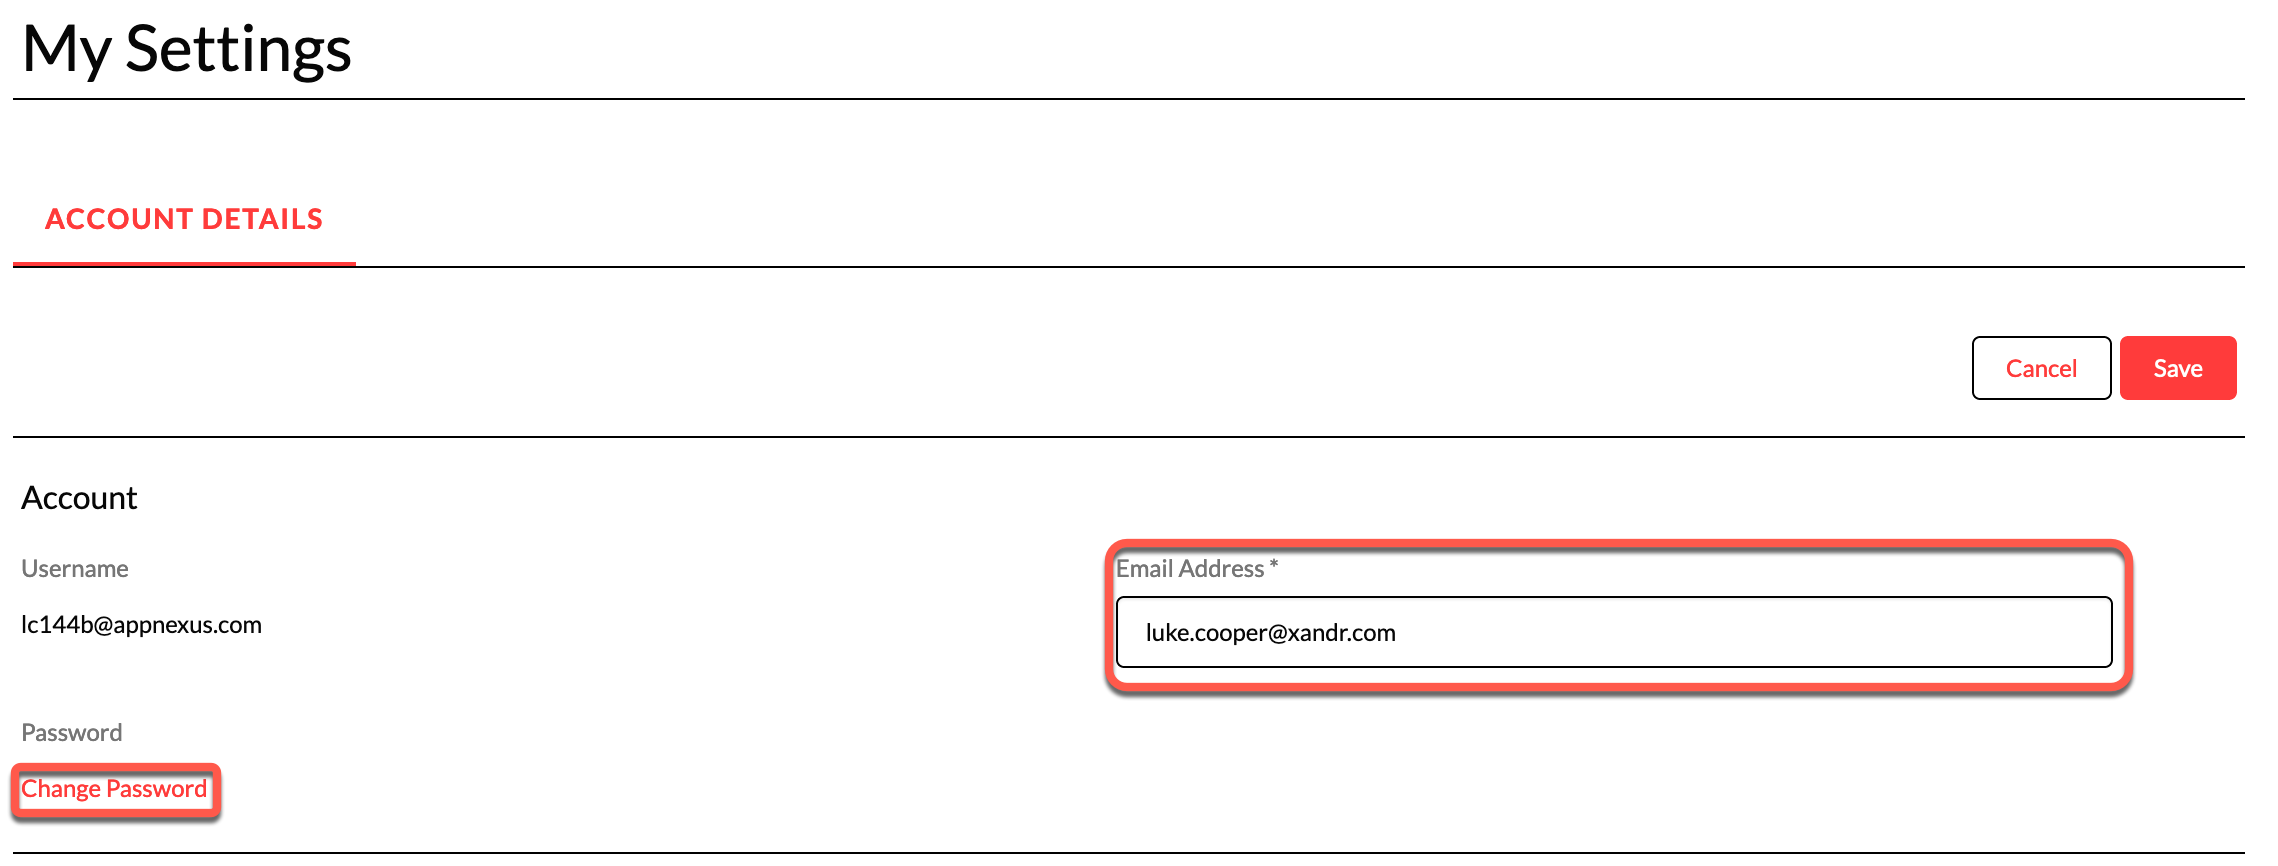 My Settings
ACCOUNT DETAILS
Cancel Save
Account
Username
lc144b@appnexus.com
Email Address *
luke.cooper@xandr.com
Password
Change Password